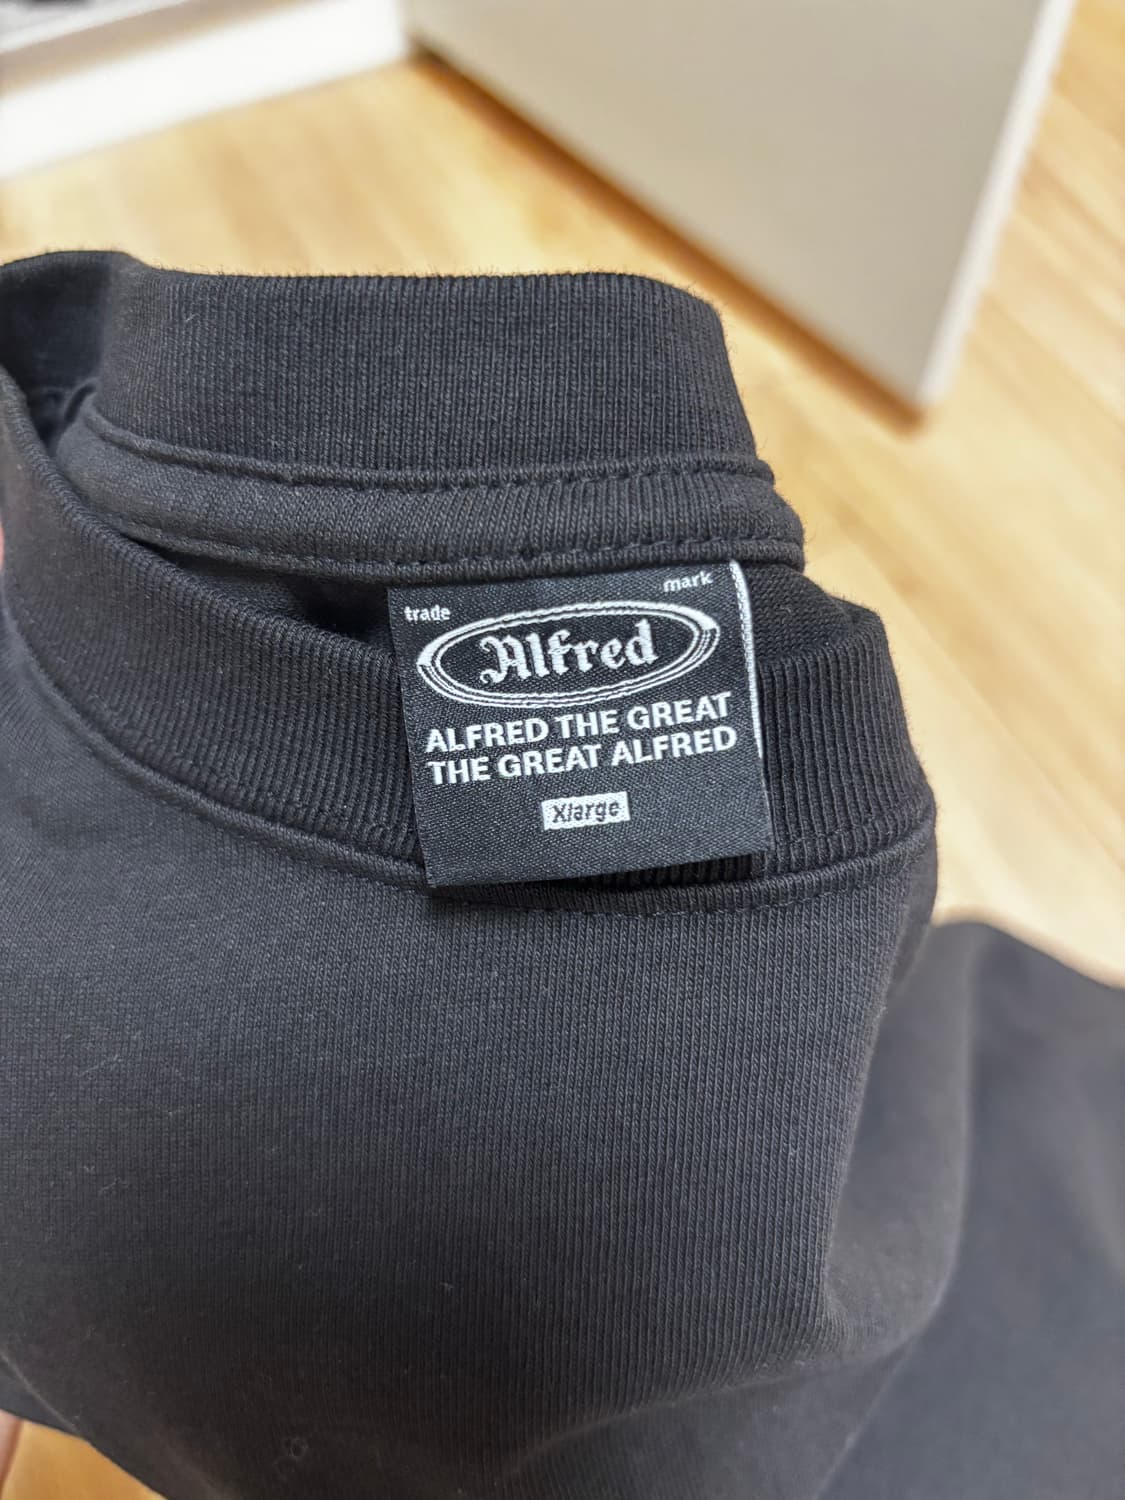 trade mark
Alfred
ALFRED THE GREAT
THE GREAT ALFRED
Xlarge